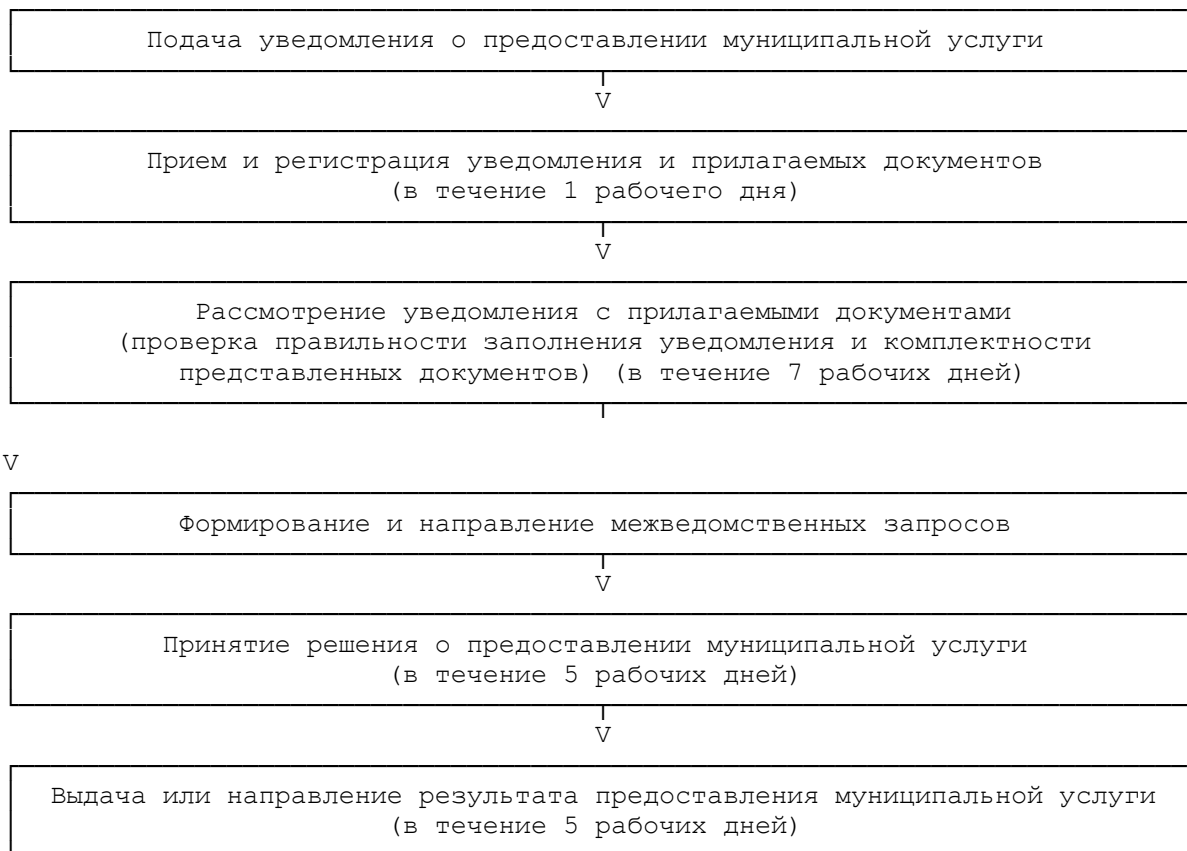 Подача уведомления о предоставлении муниципальной услуги
V
Прием и регистрация уведомления и прилагаемых документов
(в течение 1 рабочего дня)
V
Рассмотрение уведомления с прилагаемыми документами
(проверка правильности заполнения уведомления и комплектности
представленных документов) (в течение 7 рабочих дней)
V
Формирование и направление межведомственных запросов
V
Принятие решения о предоставлении муниципальной услуги
(в течение 5 рабочих дней)
V
Выдача или направление результата предоставления муниципальной услуги
(в течение 5 рабочих дней)